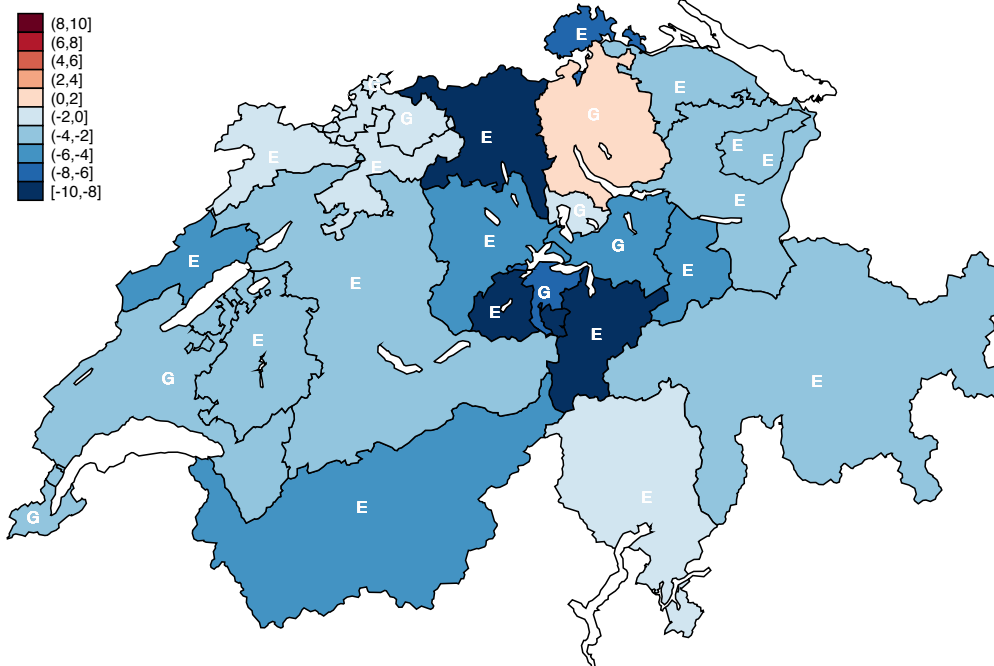 (8,10]
(6,8]
(4,6]
(2,4]
(0,2]
(-2,0]
(-4,-2]
(-6,-4]
(-8,-6]
[-10,-8]
E
E
E
G
G
E
E
E
E
E
E
G
E
G
E
E
E
G
E
E
E
G
E
E
E
G